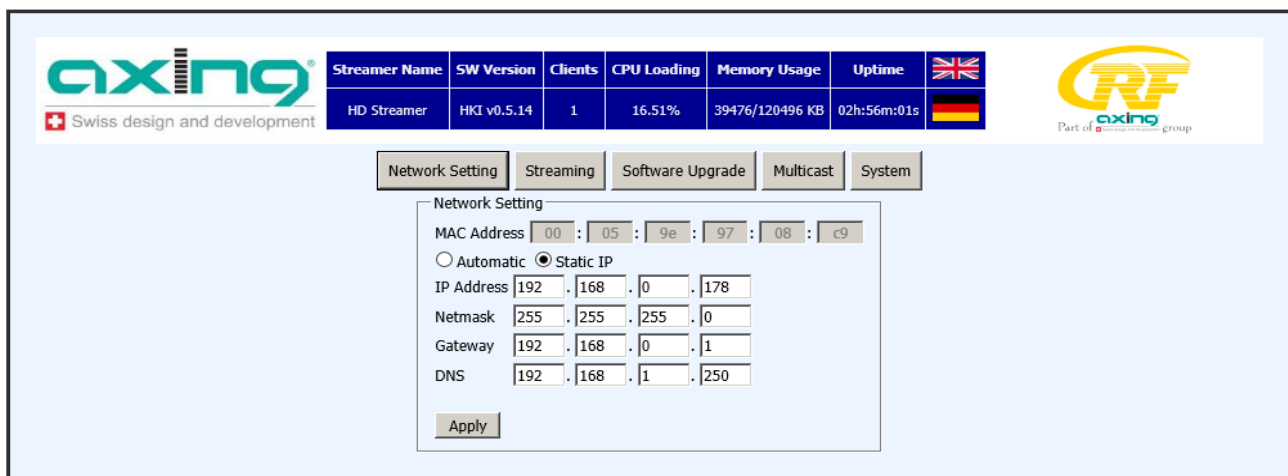 axing®
Swiss design and development
Streamer Name SW Version Clients CPU Loading Memory Usage Uptime
HD Streamer HKI v0.5.14 1 16.51% 39476/120496 KB 02h:56m:01s
CRF
Part of axing group
Network Setting Streaming Software Upgrade Multicast System
Network Setting
MAC Address 00 : 05 : 9e : 97 : 08 : c9
Automatic Static IP
IP Address 192 . 168 . 0 . 178
Netmask 255 . 255 . 255 . 0
Gateway 192 . 168 . 0 . 1
DNS 192 . 168 . 1 . 250
Apply